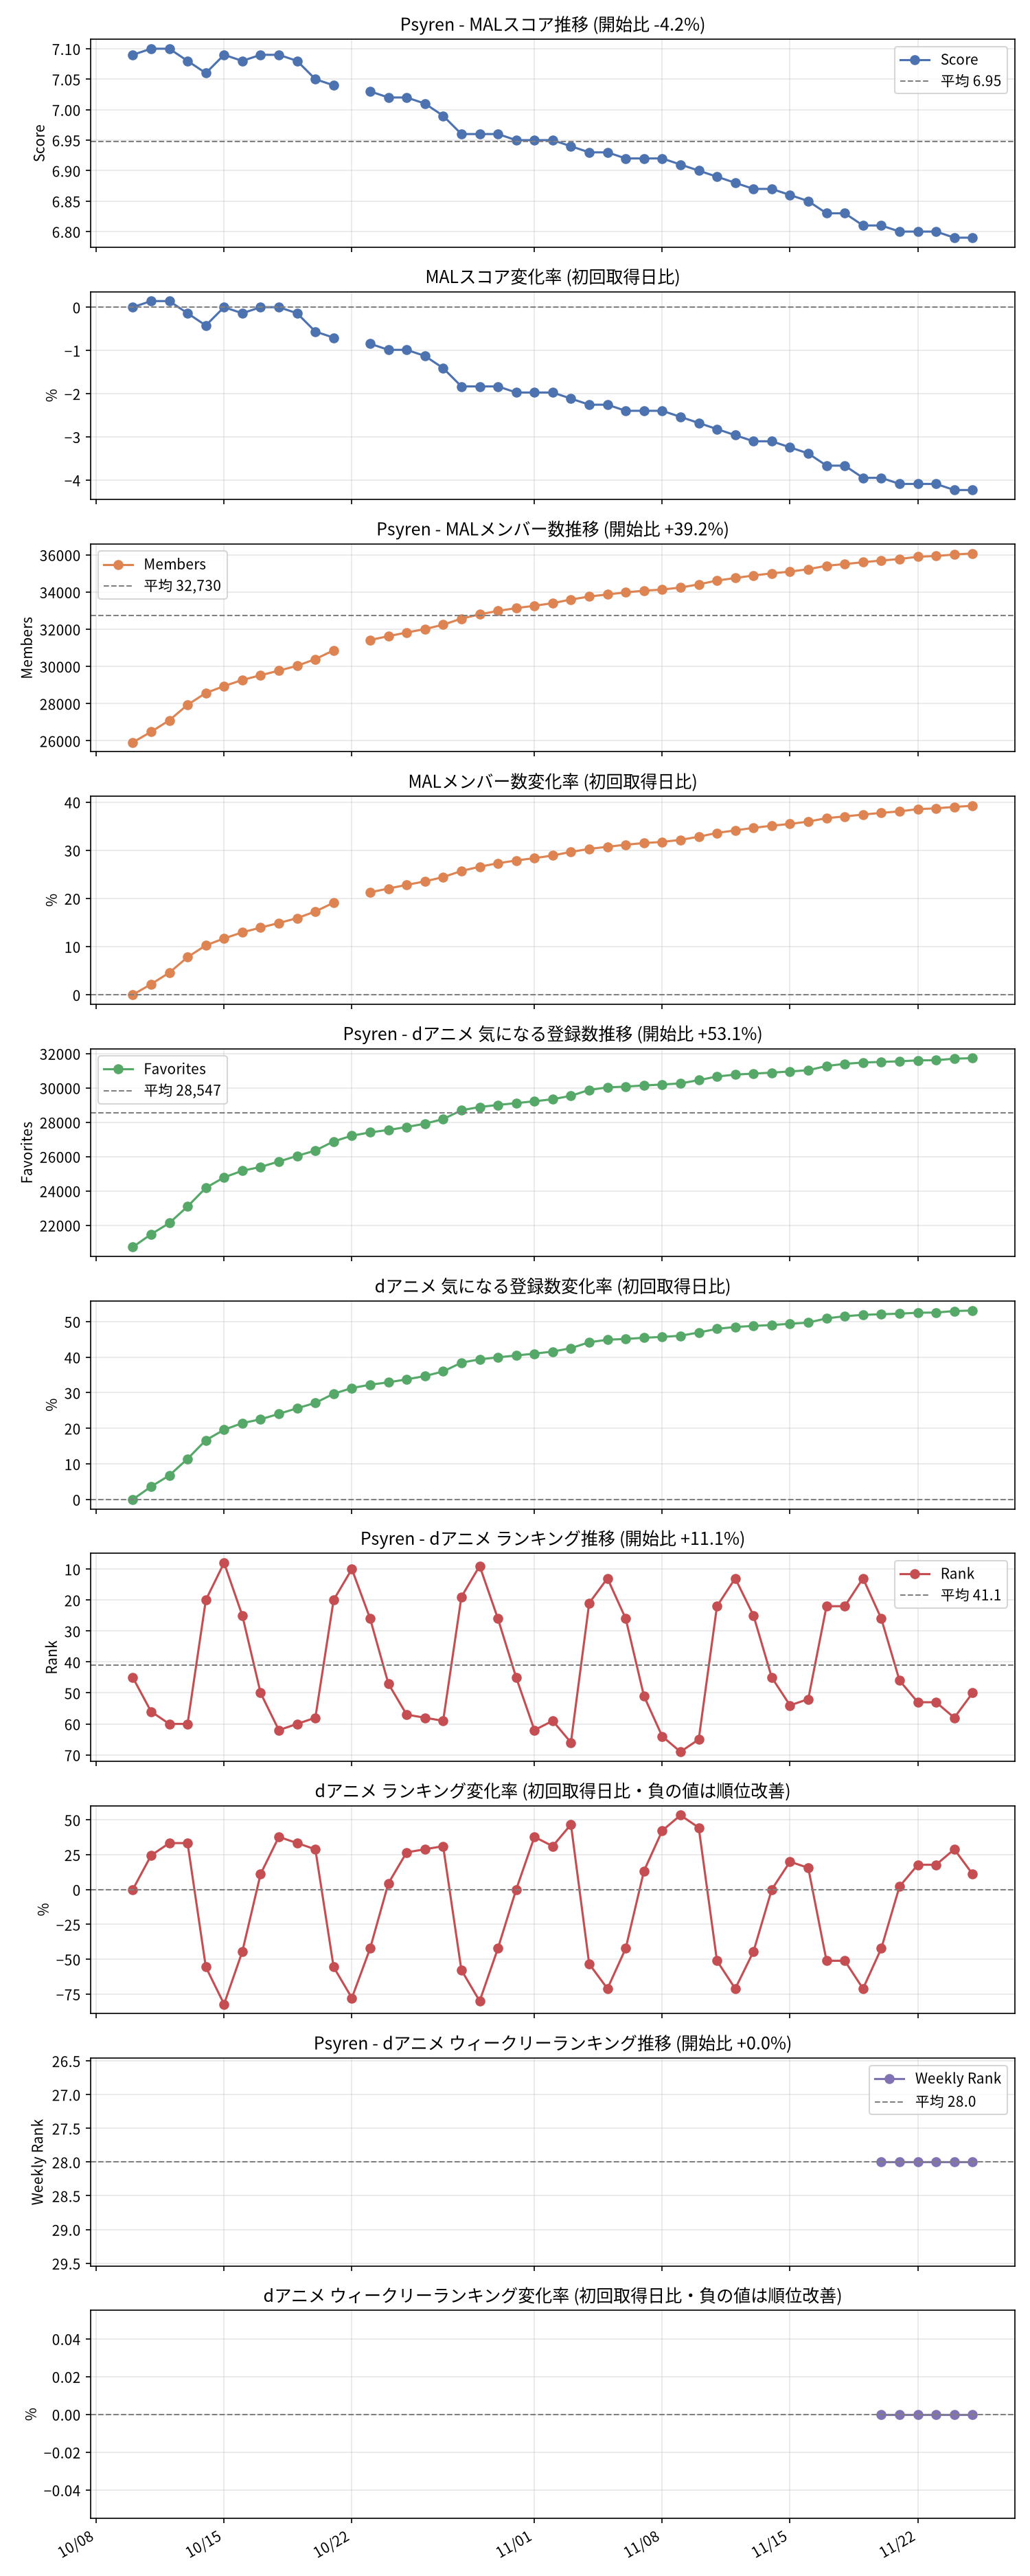 Psyren - MALスコア推移 (開始比 -4.2%)
7.10
7.05
7.00
6.95
6.90
6.85
6.80
Score
Score
平均 6.95
MALスコア変化率 (初回取得日比)
0
−1
−2
−3
−4
%
Psyren - MALメンバー数推移 (開始比 +39.2%)
36000
34000
32000
30000
28000
26000
Members
Members
平均 32,730
MALメンバー数変化率 (初回取得日比)
40
30
20
10
0
%
Psyren - dアニメ 気になる登録数推移 (開始比 +53.1%)
32000
30000
28000
26000
24000
22000
Favorites
Favorites
平均 28,547
dアニメ 気になる登録数変化率 (初回取得日比)
50
40
30
20
10
0
%
Psyren - dアニメ ランキング推移 (開始比 +11.1%)
10
20
30
40
50
60
70
Rank
Rank
平均 41.1
dアニメ ランキング変化率 (初回取得日比・負の値は順位改善)
50
25
0
−25
−50
−75
%
Psyren - dアニメ ウィークリーランキング推移 (開始比 +0.0%)
26.5
27.0
27.5
28.0
28.5
29.0
29.5
Weekly Rank
Weekly Rank
平均 28.0
dアニメ ウィークリーランキング変化率 (初回取得日比・負の値は順位改善)
0.04
0.02
0.00
−0.02
−0.04
%
10/08
10/15
10/22
11/01
11/08
11/15
11/22